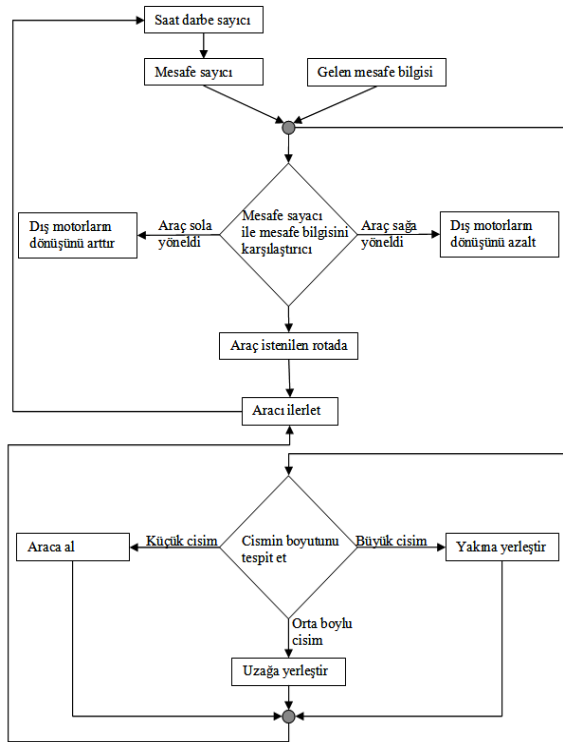 Saat darbe sayıcı
Mesafe sayıcı
Gelen mesafe bilgisi
Mesafe sayacı
ile mesafe bilgisini
karşılaştırıcı
Araç sola
yöneldi
Araç sağa
yöneldi
Dış motorların
dönüşünü arttır
Dış motorların
dönüşünü azalt
Araç istenilen rotada
Aracı ilerlet
Cismin boyutunu
tespit et
Küçük cisim
Büyük cisim
Araca al
Yakına yerleştir
Orta boylu
cisim
Uzağa yerleştir